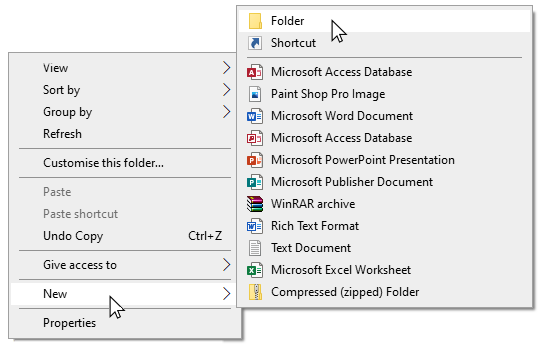 View
Sort by
Group by
Refresh
Customise this folder...
Paste
Paste shortcut
Undo Copy Ctrl+Z
Give access to
New
Properties
Folder
Shortcut
Microsoft Access Database
Paint Shop Pro Image
Microsoft Word Document
Microsoft Access Database
Microsoft PowerPoint Presentation
Microsoft Publisher Document
WinRAR archive
Rich Text Format
Text Document
Microsoft Excel Worksheet
Compressed (zipped) Folder